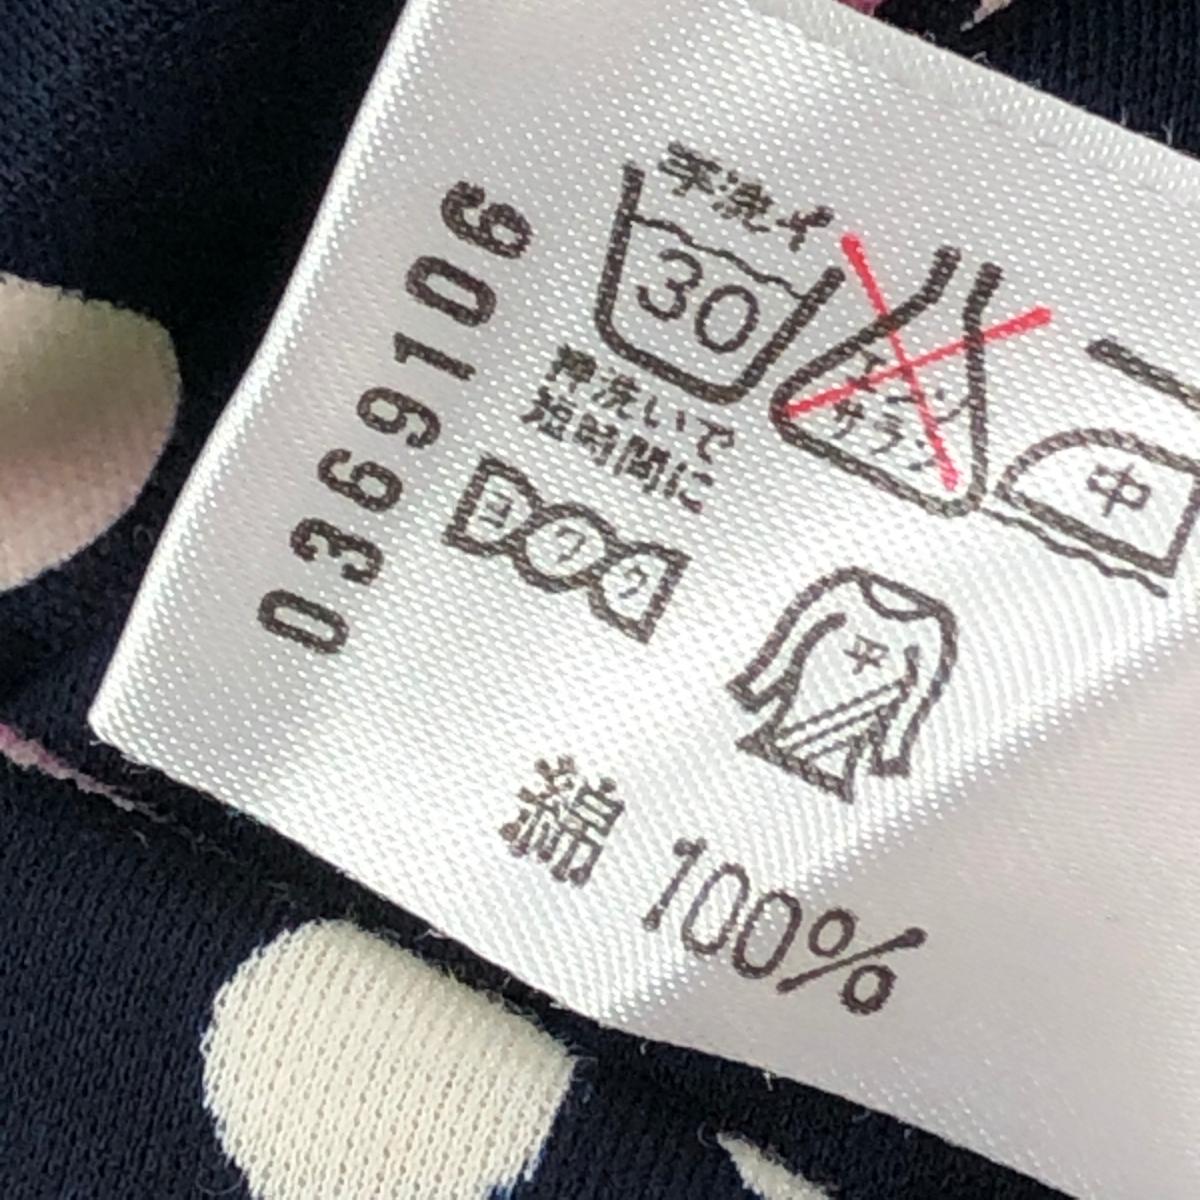 手洗イ
30
エンソ
サラシ
中
押洗いで
短時間に
ヨワク
平
綿 100%
0369106